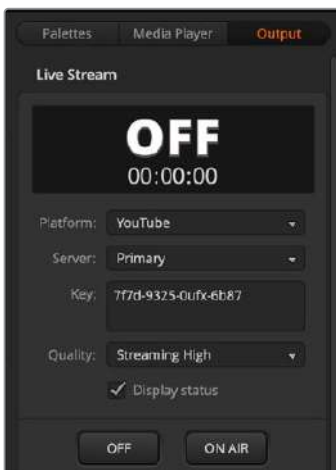 Palettes Media Player Output
Live Stream
OFF
00:00:00
Platform: YouTube
Server: Primary
Key: 7f7d-9325-0ufx-6b87
Quality: Streaming High
Display status
OFF ON AIR